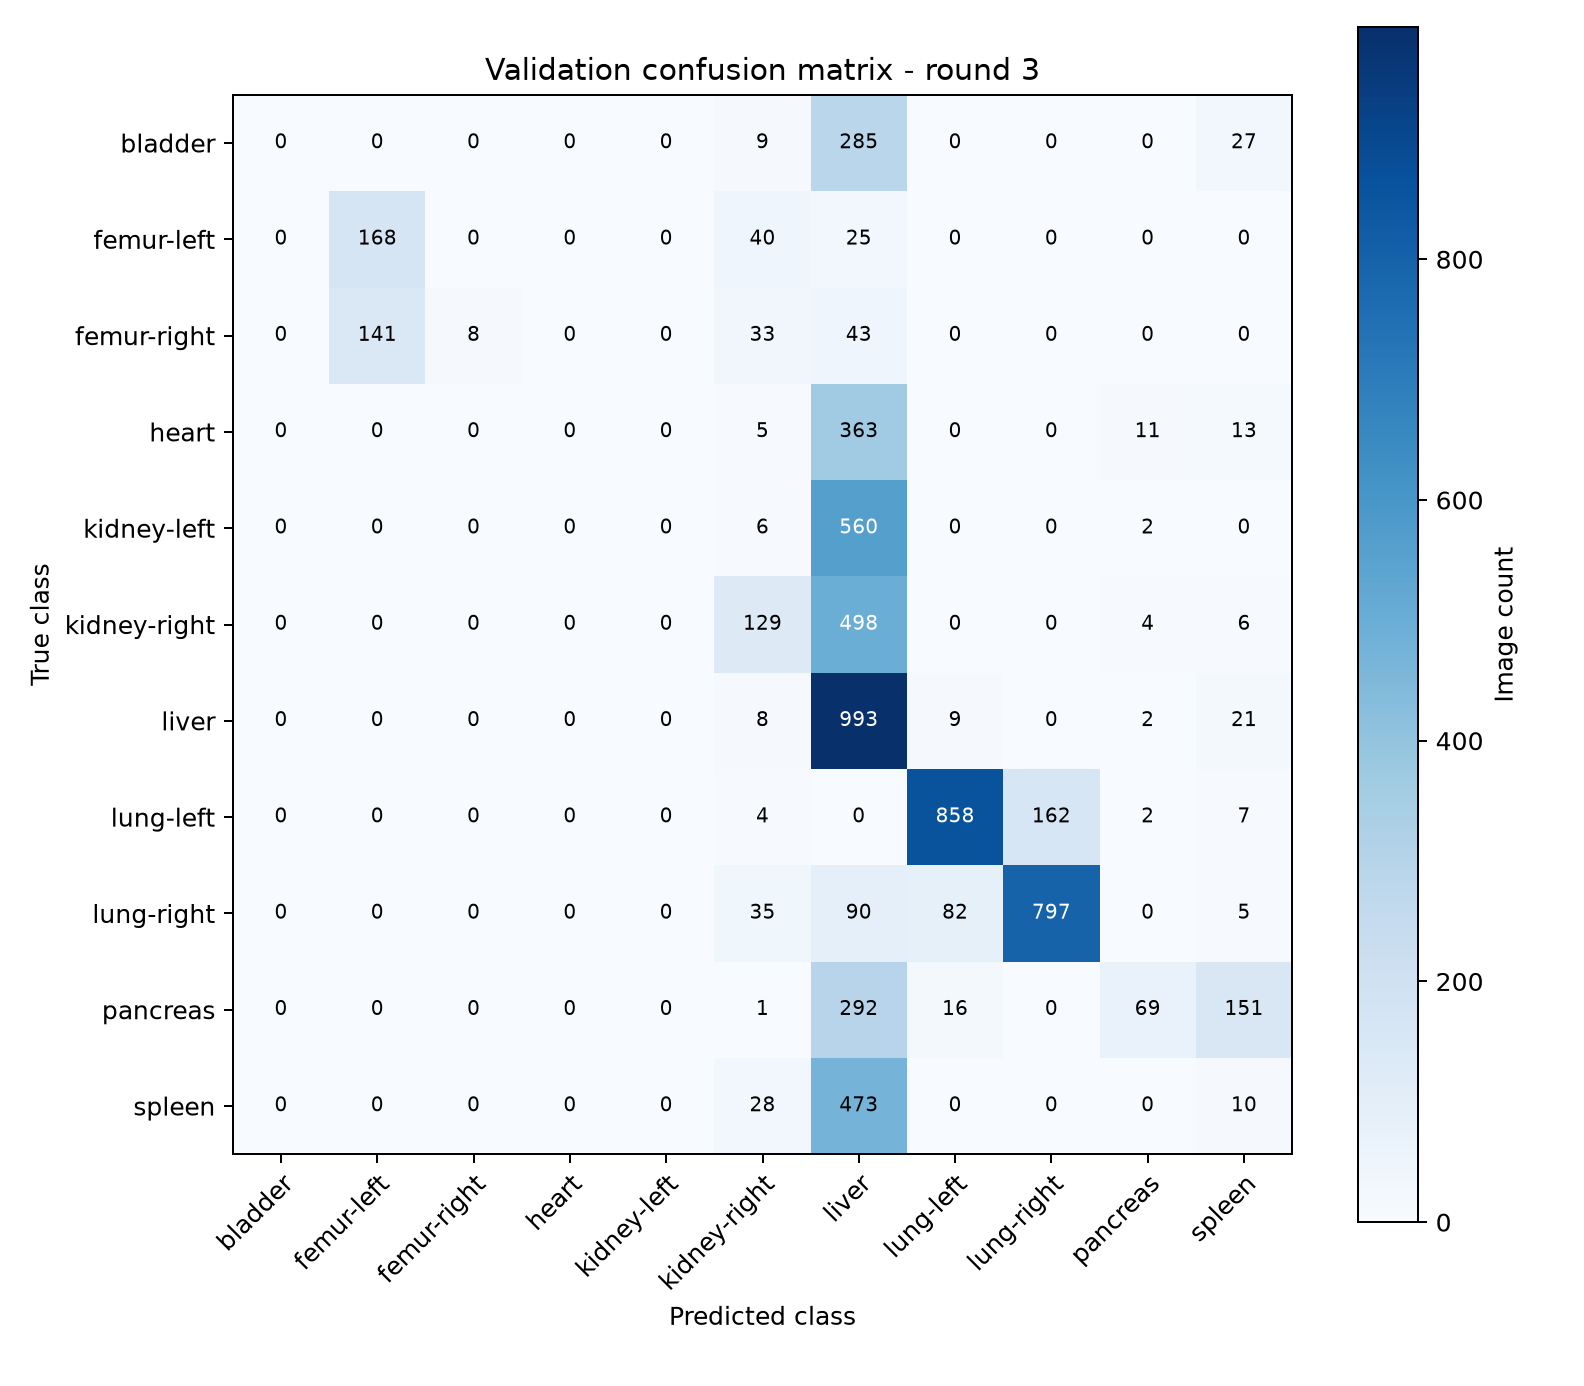 Validation confusion matrix - round 3
True class
bladder 0 0 0 0 0 9 285 0 0 0 27
femur-left 0 168 0 0 0 40 25 0 0 0 0
femur-right 0 141 8 0 0 33 43 0 0 0 0
heart 0 0 0 0 0 5 363 0 0 11 13
kidney-left 0 0 0 0 0 6 560 0 0 2 0
kidney-right 0 0 0 0 0 129 498 0 0 4 6
liver 0 0 0 0 0 8 993 9 0 2 21
lung-left 0 0 0 0 0 4 0 858 162 2 7
lung-right 0 0 0 0 0 35 90 82 797 0 5
pancreas 0 0 0 0 0 1 292 16 0 69 151
spleen 0 0 0 0 0 28 473 0 0 0 10
bladder femur-left femur-right heart kidney-left kidney-right liver lung-left lung-right pancreas spleen
Predicted class
800
600
400
200
0
Image count